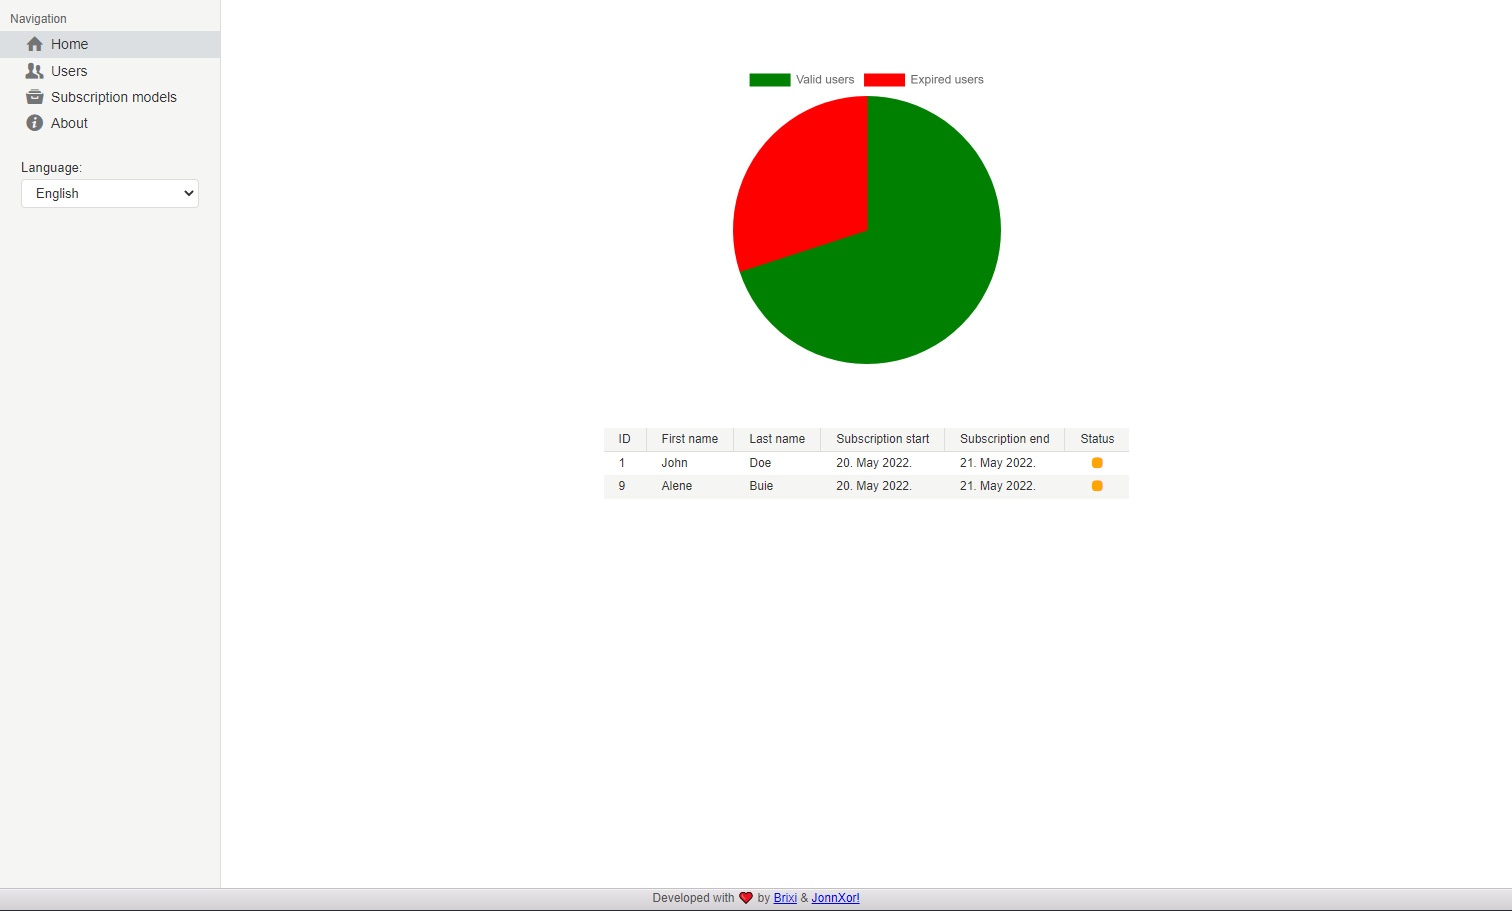 Navigation
Home
Users
Subscription models
About
Language:
English
Valid users Expired users
ID First name Last name Subscription start Subscription end Status
1 John Doe 20. May 2022. 21. May 2022.
9 Alene Buie 20. May 2022. 21. May 2022.
Developed with by Brixi & JonnXor!